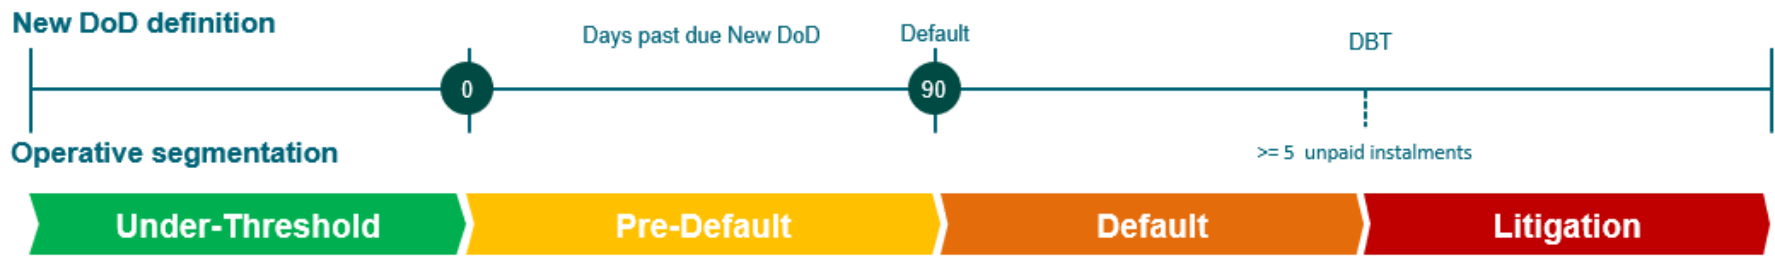 New DoD definition
Days past due New DoD
Default
DBT
0
90
Operative segmentation
>= 5 unpaid instalments
Under-Threshold
Pre-Default
Default
Litigation